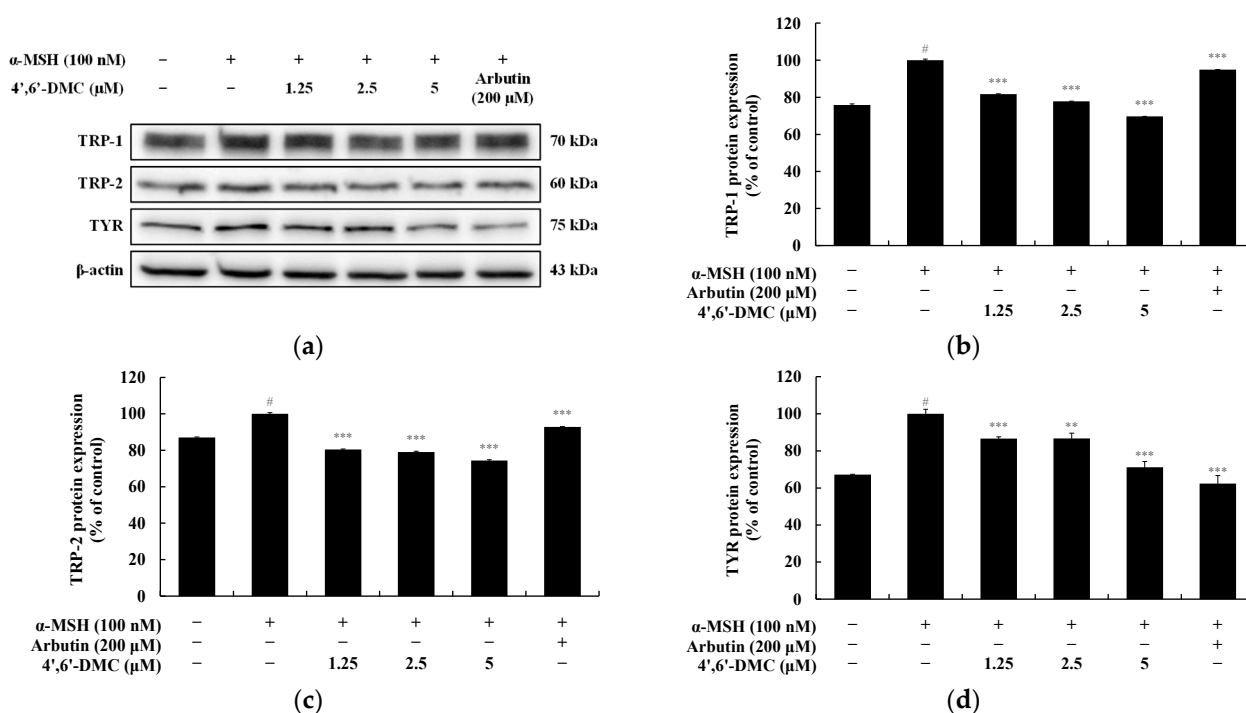 α-MSH (100 nM) − + + + + +
4',6'-DMC (μM) − − 1.25 2.5 5 Arbutin (200 μM)
TRP-1 70 kDa
TRP-2 60 kDa
TYR 75 kDa
β-actin 43 kDa
(a)
TRP-1 protein expression
(% of control)
120
100
80
60
40
20
0
# *** *** *** ***
α-MSH (100 nM) − + + + + +
Arbutin (200 μM) − − − − − +
4',6'-DMC (μM) − − 1.25 2.5 5 −
(b)
TRP-2 protein expression
(% of control)
120
100
80
60
40
20
0
# *** *** *** ***
α-MSH (100 nM) − + + + + +
Arbutin (200 μM) − − − − − +
4',6'-DMC (μM) − − 1.25 2.5 5 −
(c)
TYR protein expression
(% of control)
120
100
80
60
40
20
0
# *** ** *** ***
α-MSH (100 nM) − + + + + +
Arbutin (200 μM) − − − − − +
4',6'-DMC (μM) − − 1.25 2.5 5 −
(d)